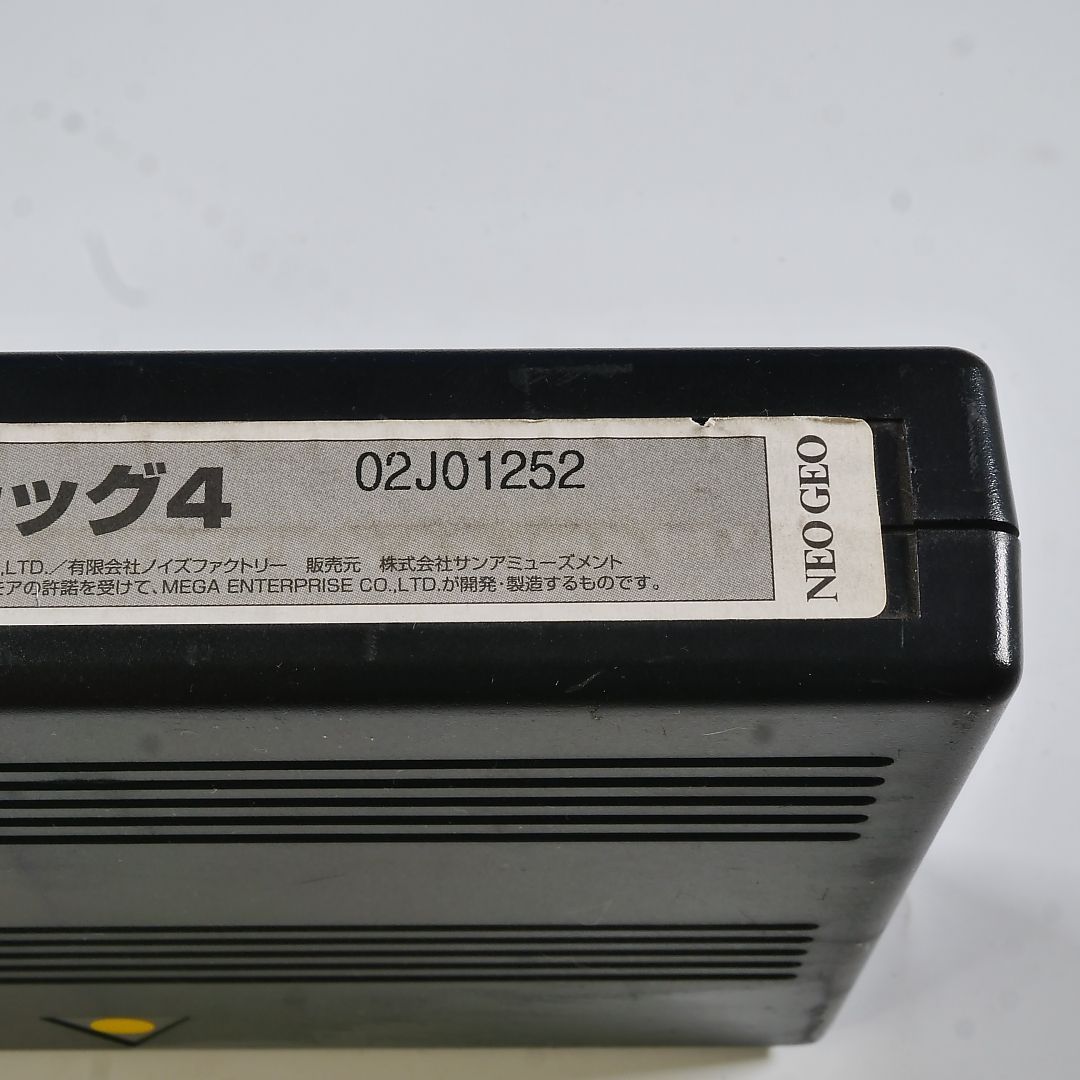 ッグ4
02J01252
,LTD.／有限会社ノイズファクトリー 販売元 株式会社サンアミューズメント
モアの許諾を受けて、MEGA ENTERPRISE CO.,LTD.が開発・製造するものです。
NEO GEO